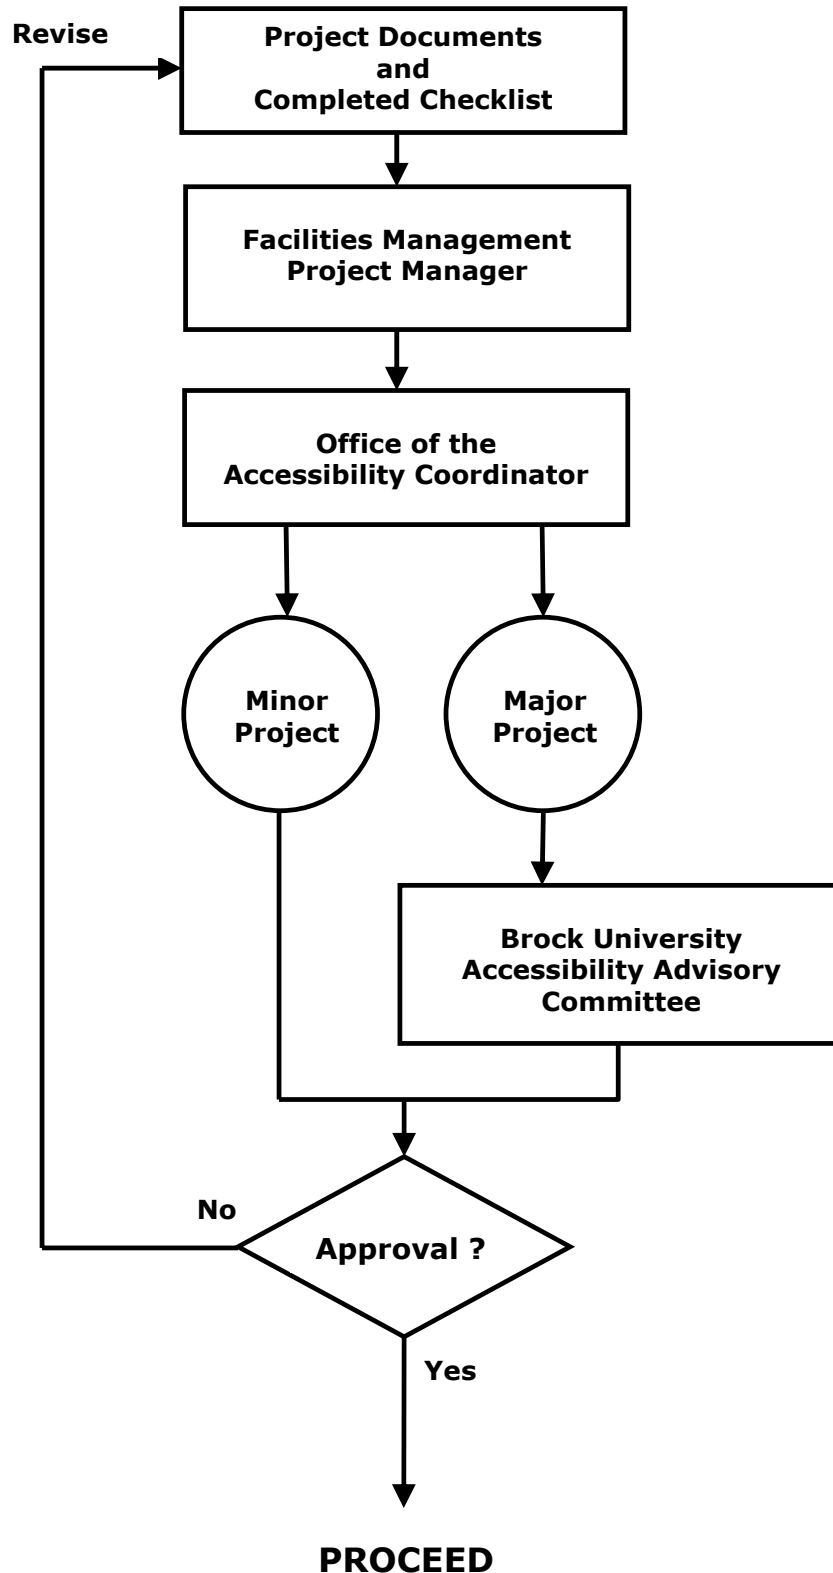 Revise
Project Documents
and
Completed Checklist
Facilities Management
Project Manager
Office of the
Accessibility Coordinator
Minor
Project
Major
Project
Brock University
Accessibility Advisory
Committee
No
Approval ?
Yes
PROCEED